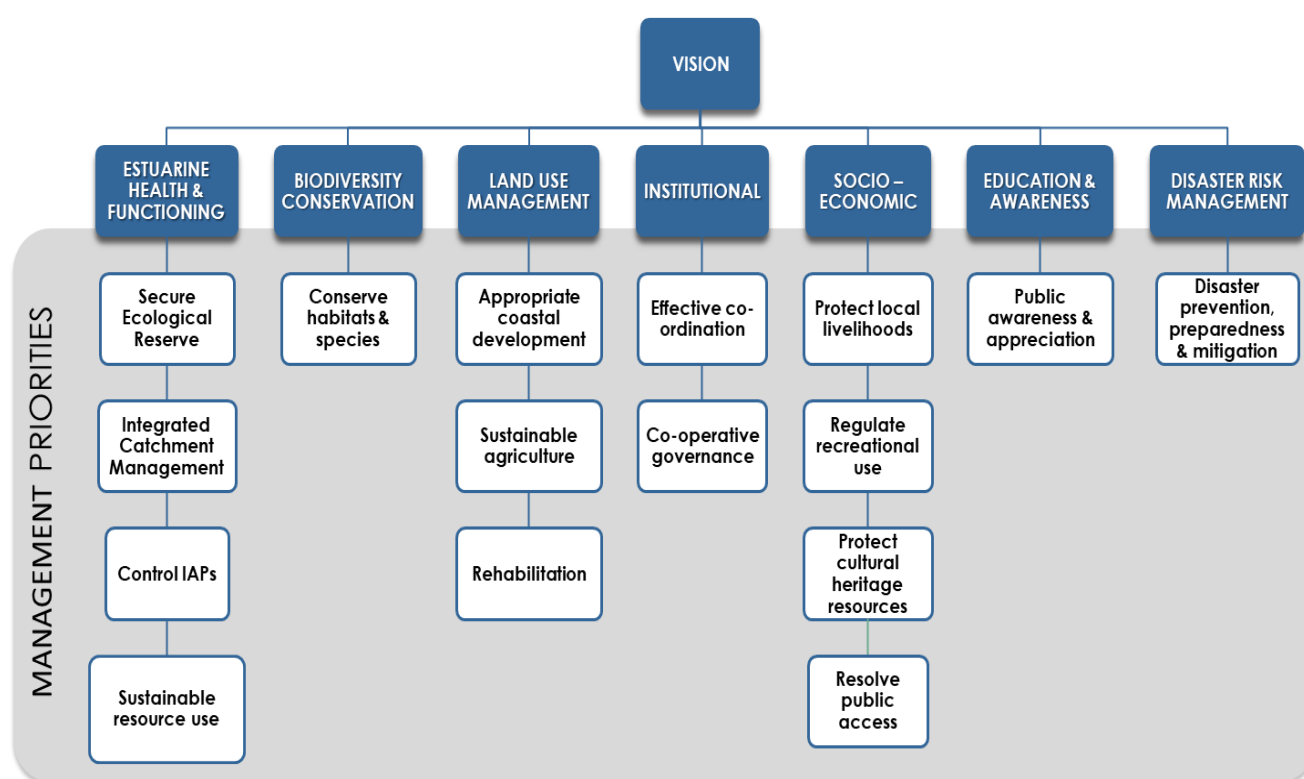 VISION
ESTUARINE
HEALTH &
FUNCTIONING
BIODIVERSITY
CONSERVATION
LAND USE
MANAGEMENT
INSTITUTIONAL
SOCIO –
ECONOMIC
EDUCATION &
AWARENESS
DISASTER RISK
MANAGEMENT
MANAGEMENT PRIORITIES
Secure
Ecological
Reserve
Integrated
Catchment
Management
Control IAPs
Sustainable
resource use
Conserve
habitats &
species
Appropriate
coastal
development
Sustainable
agriculture
Rehabilitation
Effective co-
ordination
Co-operative
governance
Protect local
livelihoods
Regulate
recreational
use
Protect
cultural
heritage
resources
Resolve
public
access
Public
awareness &
appreciation
Disaster
prevention,
preparedness
& mitigation